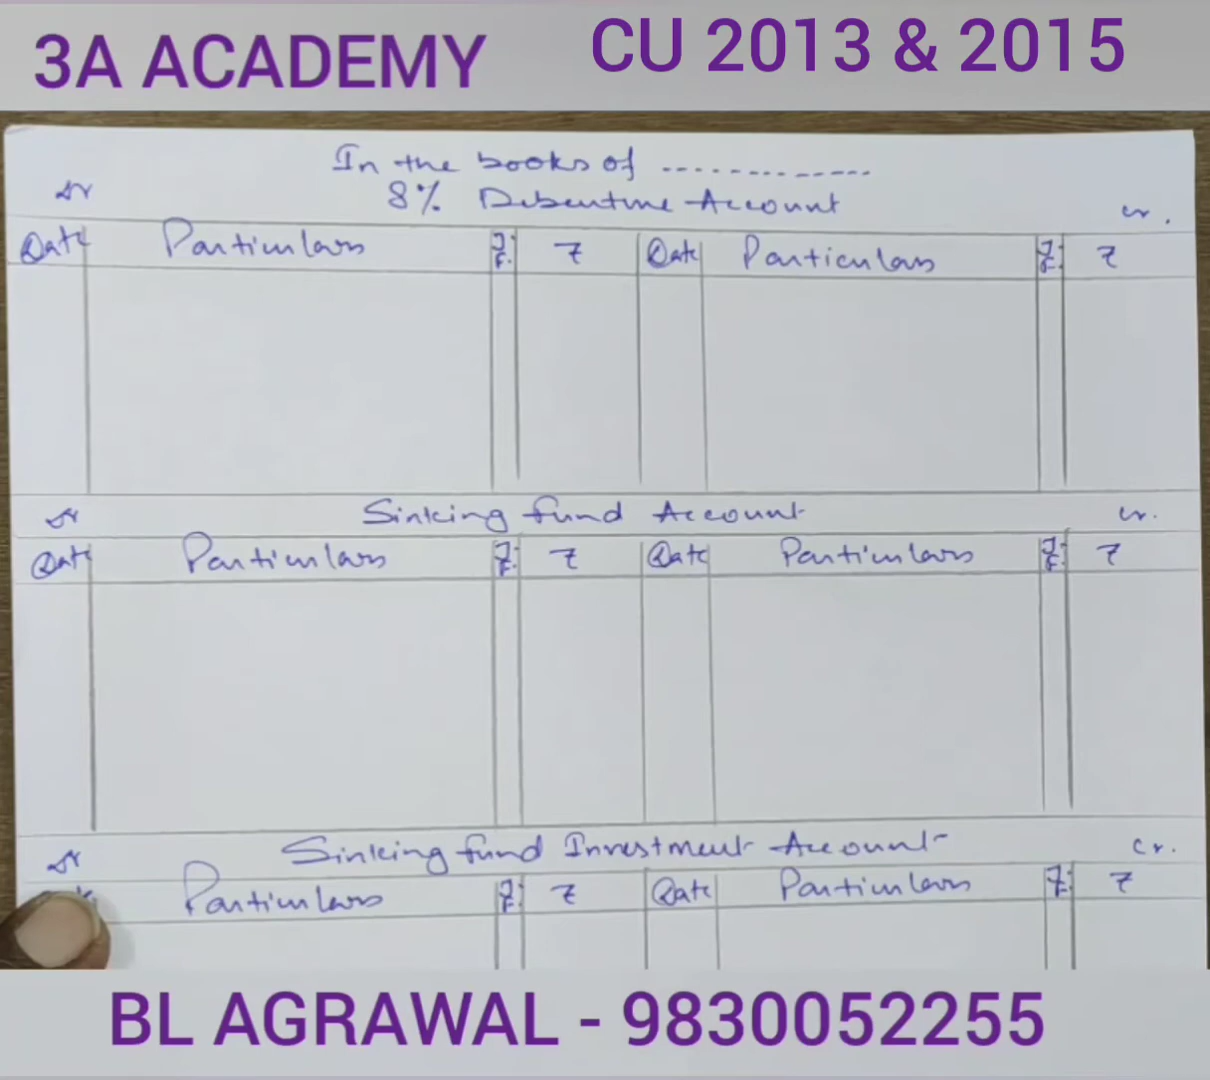 3A ACADEMY CU 2013 & 2015
In the books of .............
Dr 8% Debenture Account Cr.
Date Particulars J.F. ₹ Date Particulars J.F. ₹
Dr Sinking fund Account Cr.
Date Particulars J.F. ₹ Date Particulars J.F. ₹
Dr Sinking fund Investment Account Cr.
Particulars J.F. ₹ Date Particulars J.F. ₹
BL AGRAWAL - 9830052255